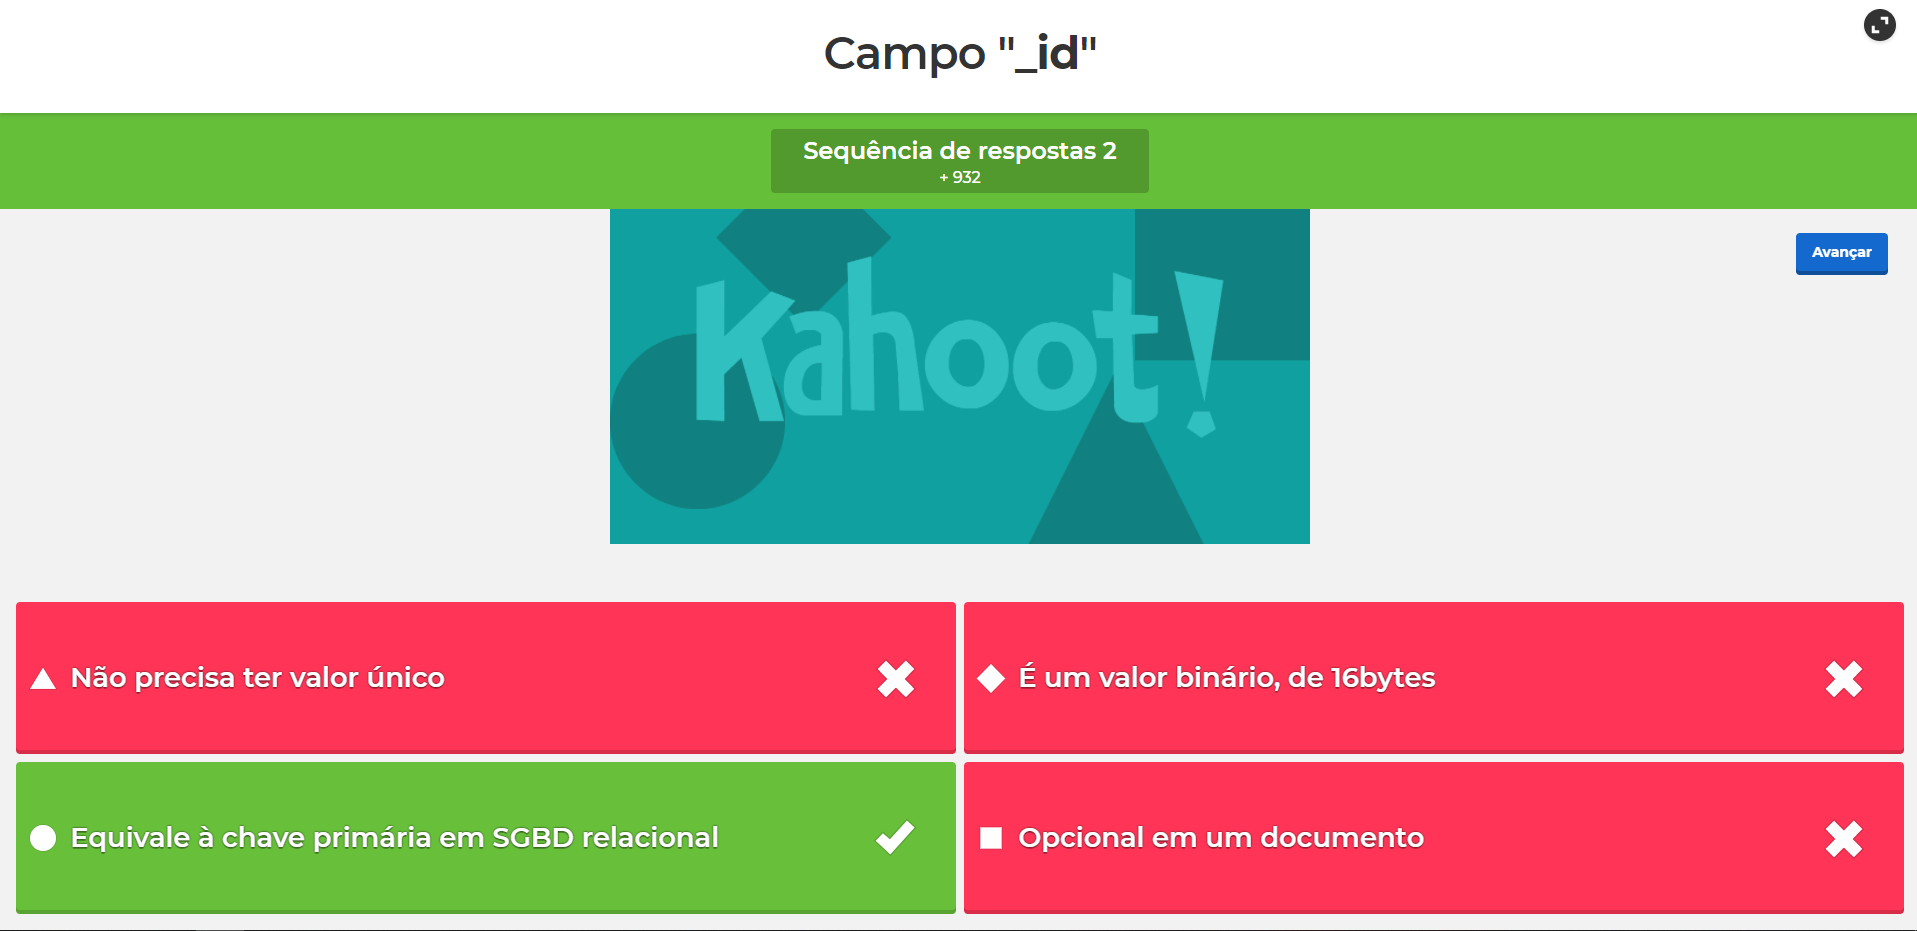 Campo "_id"
Sequência de respostas 2
+ 932
Kahoot!
Avançar
Não precisa ter valor único
É um valor binário, de 16bytes
Equivale à chave primária em SGBD relacional
Opcional em um documento